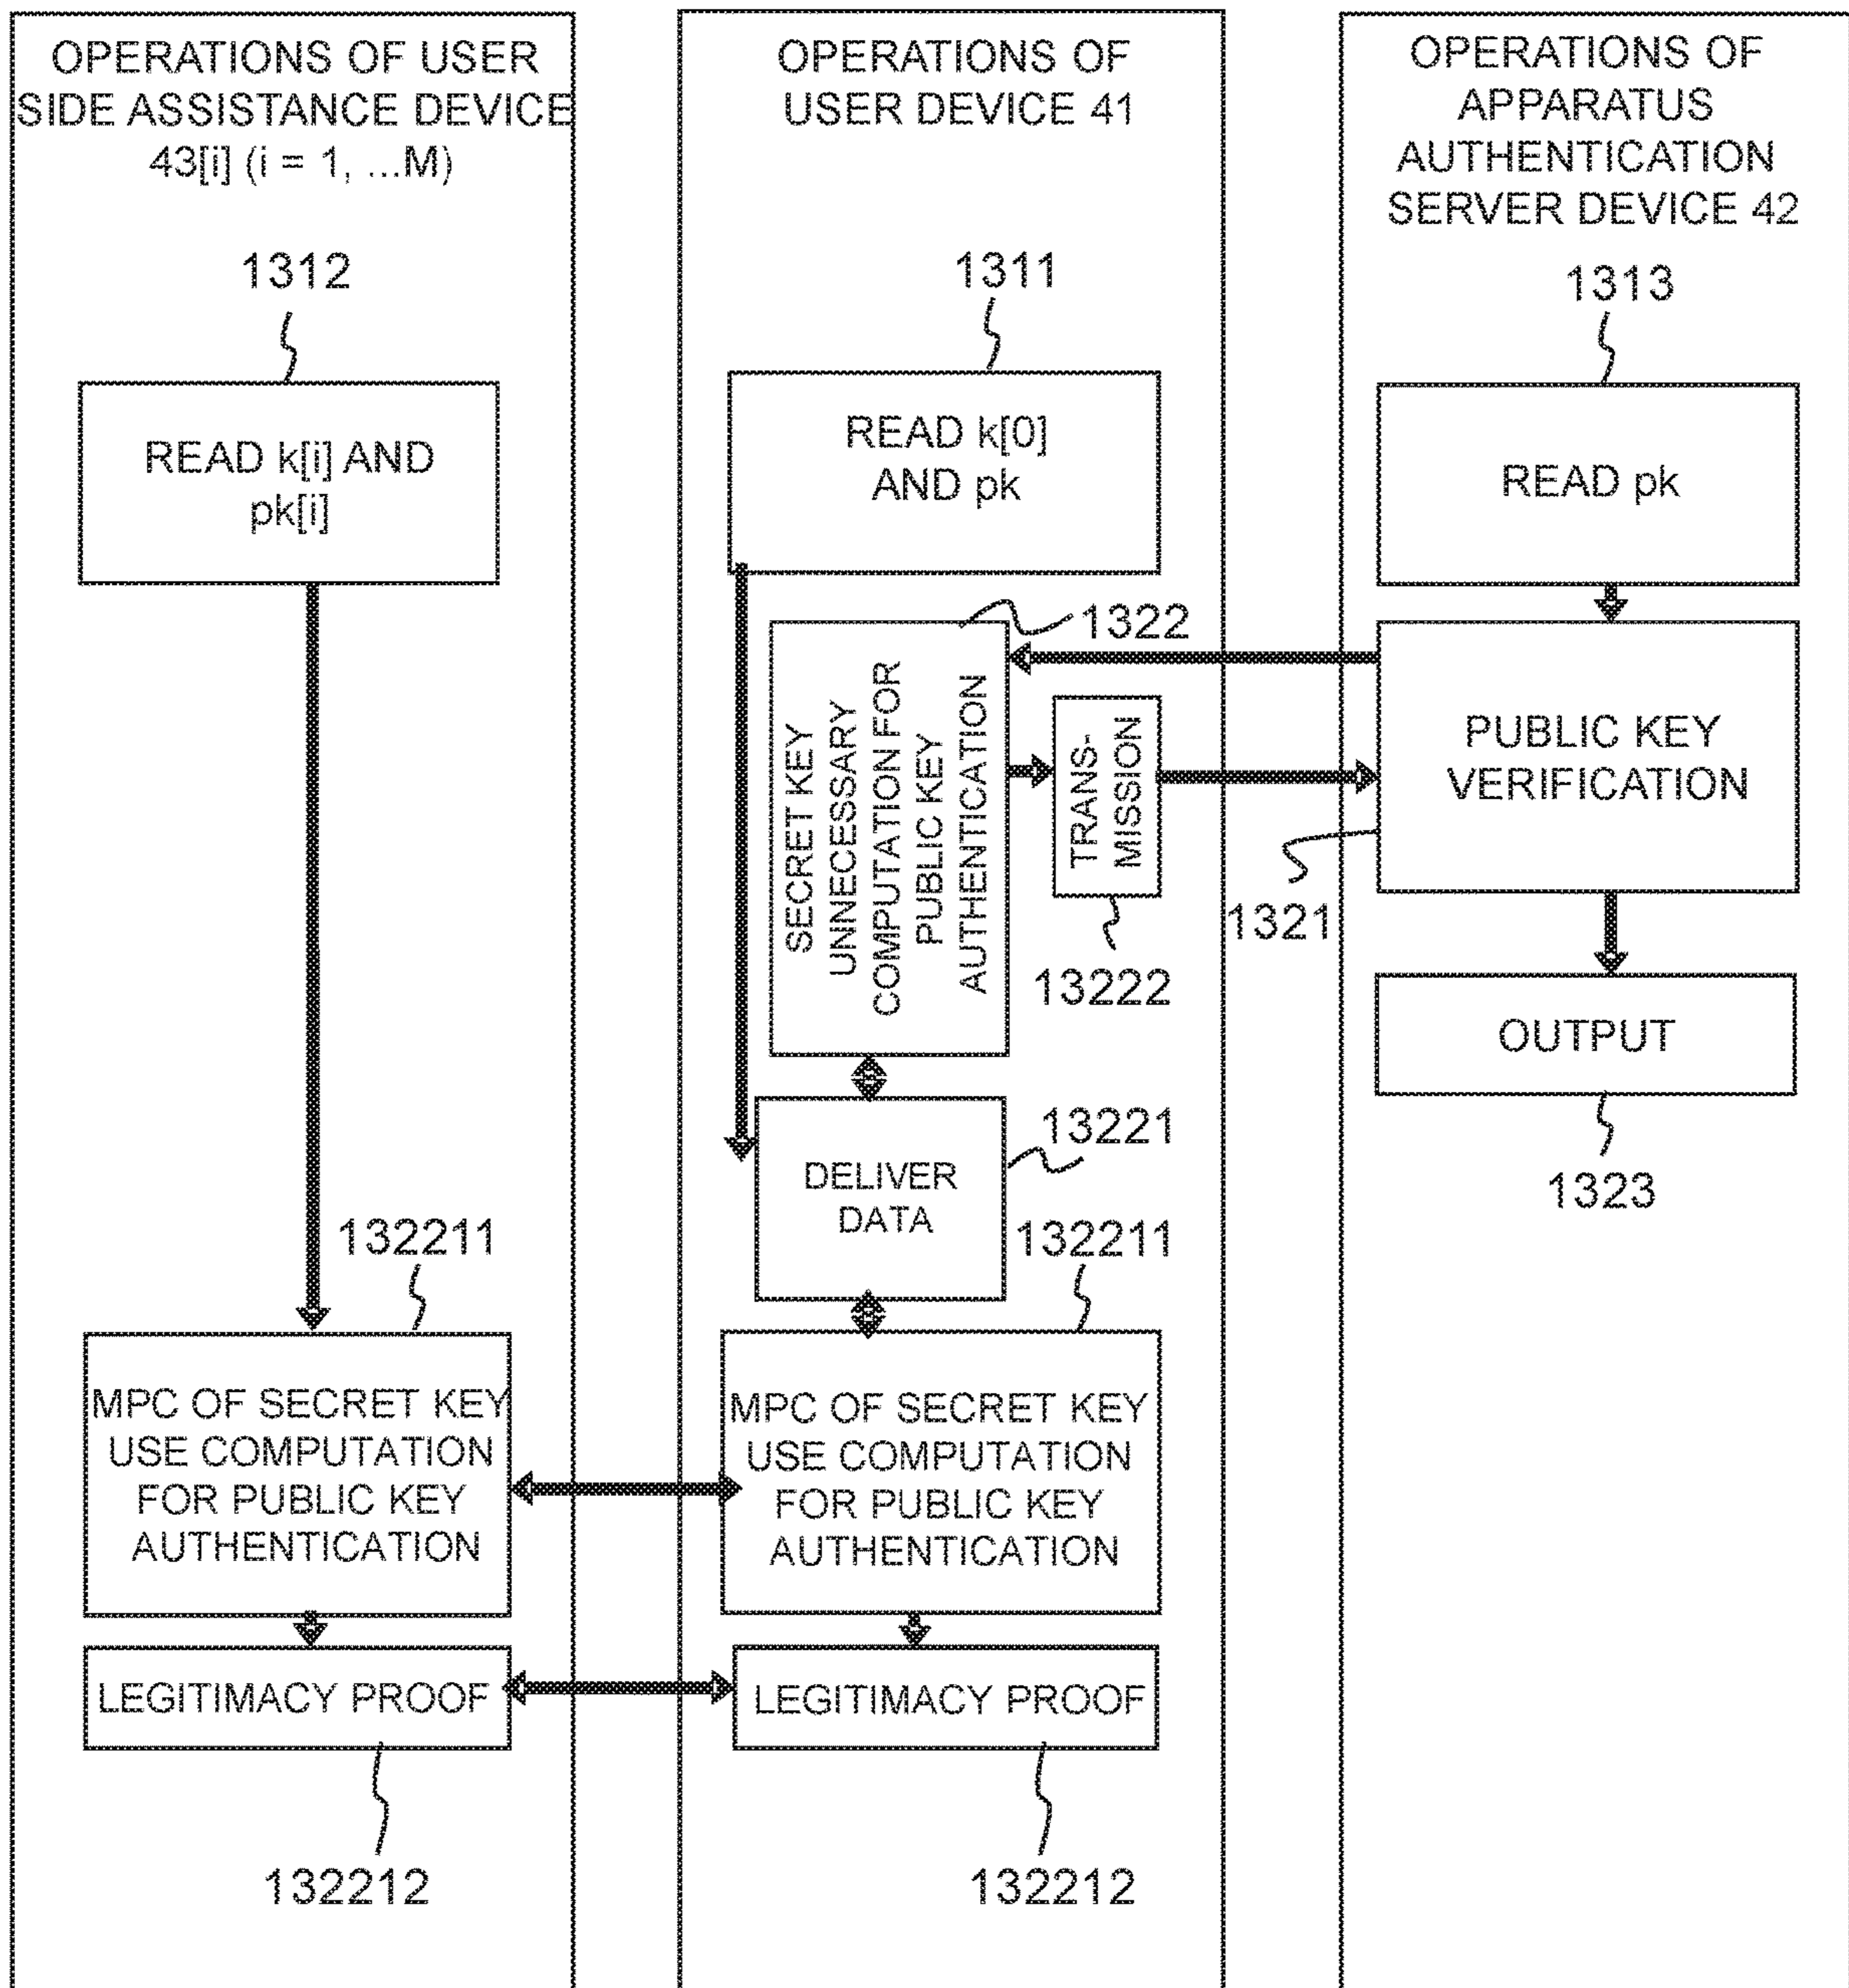 OPERATIONS OF USER
SIDE ASSISTANCE DEVICE
43[i] (i = 1, ...M)
1312
READ k[i] AND
pk[i]
132211
MPC OF SECRET KEY
USE COMPUTATION
FOR PUBLIC KEY
AUTHENTICATION
LEGITIMACY PROOF
132212
OPERATIONS OF
USER DEVICE 41
1311
READ k[0]
AND pk
1322
SECRET KEY
UNNECESSARY
COMPUTATION FOR
PUBLIC KEY
AUTHENTICATION
TRANS-
MISSION
13222
13221
DELIVER
DATA
132211
MPC OF SECRET KEY
USE COMPUTATION
FOR PUBLIC KEY
AUTHENTICATION
LEGITIMACY PROOF
132212
OPERATIONS OF
APPARATUS
AUTHENTICATION
SERVER DEVICE 42
1313
READ pk
PUBLIC KEY
VERIFICATION
1321
OUTPUT
1323